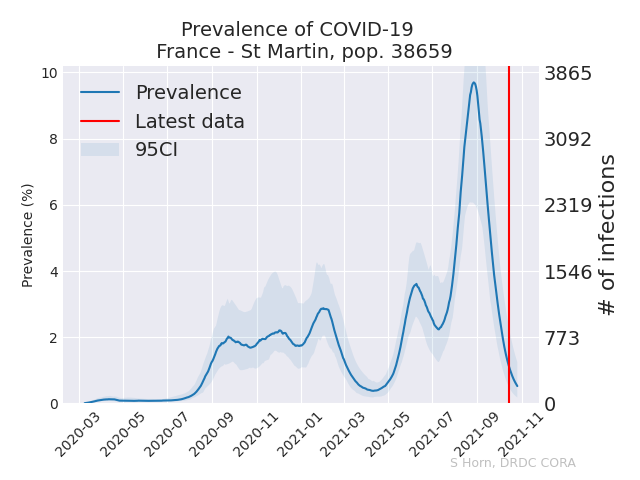 Prevalence of COVID-19
France - St Martin, pop. 38659
Prevalence
Latest data
95CI
Prevalence (%)
10
8
6
4
2
0
3865
3092
2319
1546
773
0
# of infections
2020-03
2020-05
2020-07
2020-09
2020-11
2021-01
2021-03
2021-05
2021-07
2021-09
2021-11
S Horn, DRDC CORA